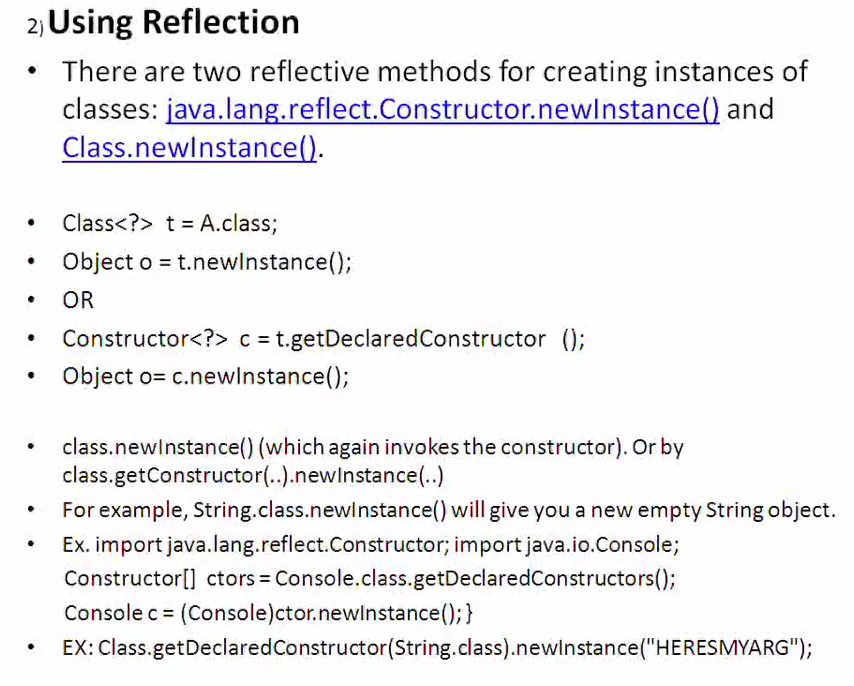 2) Using Reflection
• There are two reflective methods for creating instances of
classes: java.lang.reflect.Constructor.newInstance() and
Class.newInstance().
• Class<?> t = A.class;
• Object o = t.newInstance();
• OR
• Constructor<?> c = t.getDeclaredConstructor ();
• Object o= c.newInstance();
• class.newInstance() (which again invokes the constructor). Or by
class.getConstructor(..).newInstance(..)
• For example, String.class.newInstance() will give you a new empty String object.
• Ex. import java.lang.reflect.Constructor; import java.io.Console;
Constructor[] ctors = Console.class.getDeclaredConstructors();
Console c = (Console)ctor.newInstance(); }
• EX: Class.getDeclaredConstructor(String.class).newInstance("HERESMYARG");